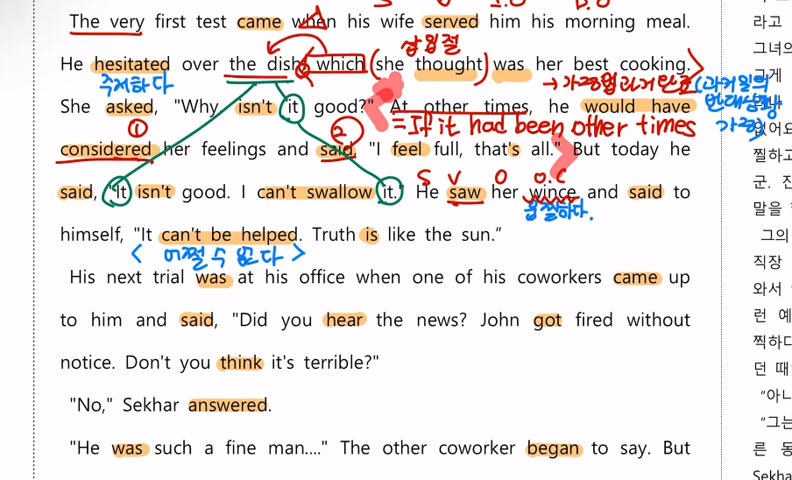 The very first test came when his wife served him his morning meal.
삽입절
He hesitated over the dish, which (she thought) was her best cooking.
주저하다
→ 가정법 과거완료 (과거일의 반대상황 가정)
She asked, "Why isn't it good?" At other times, he would have
① ② = If it had been other times
considered her feelings and said, "I feel full, that's all." But today he
S V O O.C
said, "It isn't good. I can't swallow it." He saw her wince and said to
움찔하다.
himself, "It can't be helped. Truth is like the sun."
< 어쩔 수 없다 >
His next trial was at his office when one of his coworkers came up
to him and said, "Did you hear the news? John got fired without
notice. Don't you think it's terrible?"
"No," Sekhar answered.
"He was such a fine man...." The other coworker began to say. But
라고
그녀의
그게
없어요
찔하고
군. 진
말을
그의
직장
와서
런 예
찍하다
던 때
"아니
"그는
른 동
Sekha